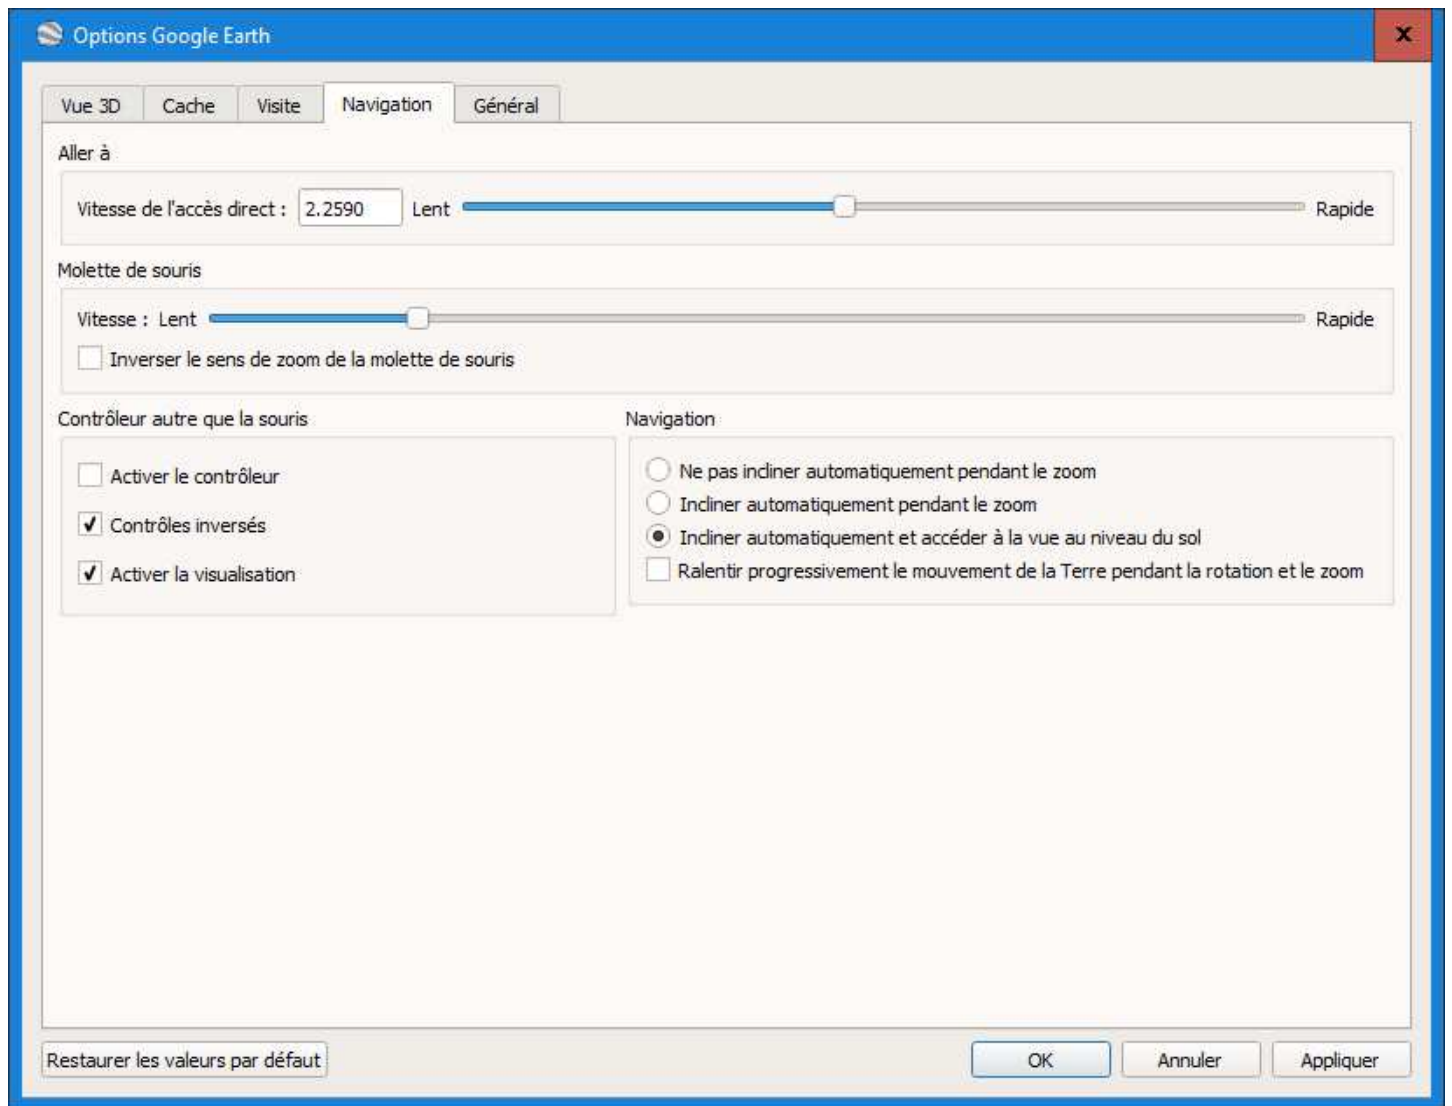 Options Google Earth
Vue 3D Cache Visite Navigation Général
Aller à
Vitesse de l'accès direct : 2.2590 Lent Rapide
Molette de souris
Vitesse : Lent Rapide
Inverser le sens de zoom de la molette de souris
Contrôleur autre que la souris
Activer le contrôleur
Contrôles inversés
Activer la visualisation
Navigation
Ne pas incliner automatiquement pendant le zoom
Incliner automatiquement pendant le zoom
Incliner automatiquement et accéder à la vue au niveau du sol
Ralentir progressivement le mouvement de la Terre pendant la rotation et le zoom
Restaurer les valeurs par défaut OK Annuler Appliquer